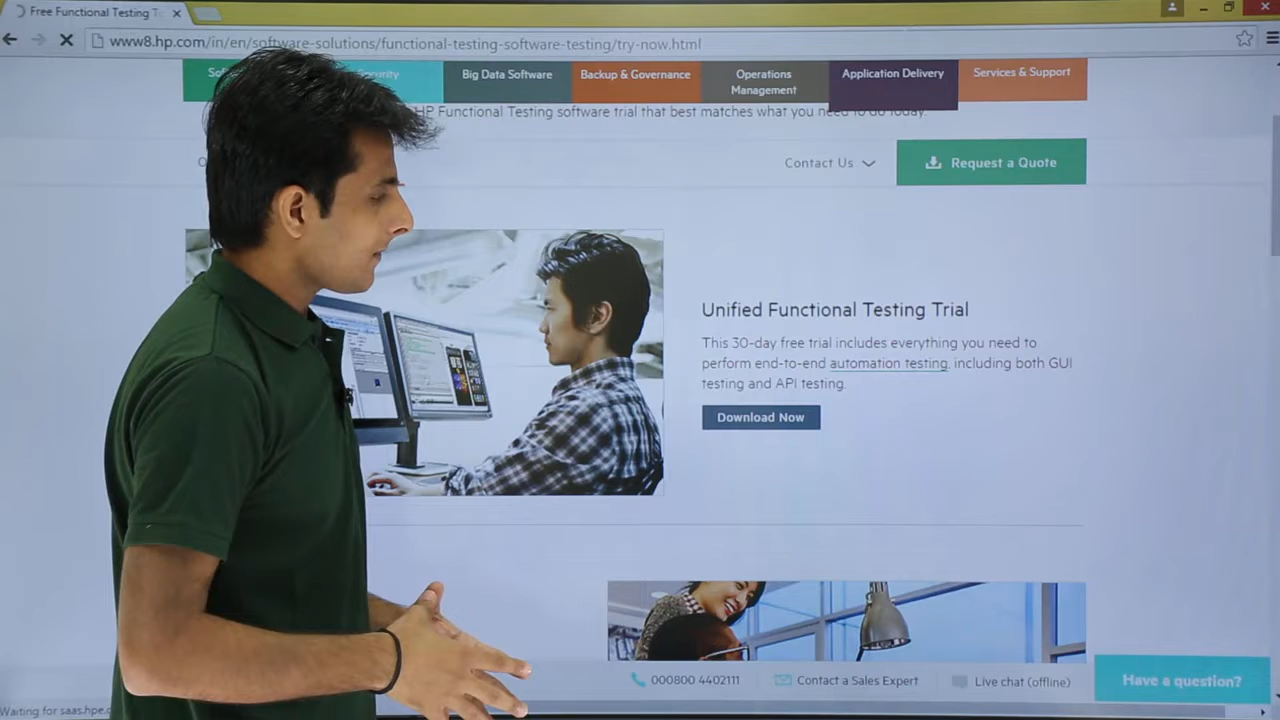 Free Functional Testing T
www8.hp.com/in/en/software-solutions/functional-testing-software-testing/try-now.html
Big Data Software
Backup & Governance
Operations
Management
Application Delivery
Services & Support
HP Functional Testing software trial that best matches what you need to do today.
Contact Us
Request a Quote
Unified Functional Testing Trial
This 30-day free trial includes everything you need to
perform end-to-end automation testing, including both GUI
testing and API testing.
Download Now
000800 4402111
Contact a Sales Expert
Live chat (offline)
Have a question?
Waiting for saas.hpe.c